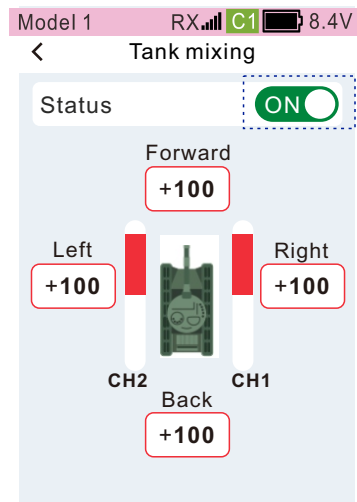 Model 1 RX C1 8.4V
Tank mixing
Status ON
Forward
+100
Left Right
+100 +100
CH2 CH1
Back
+100